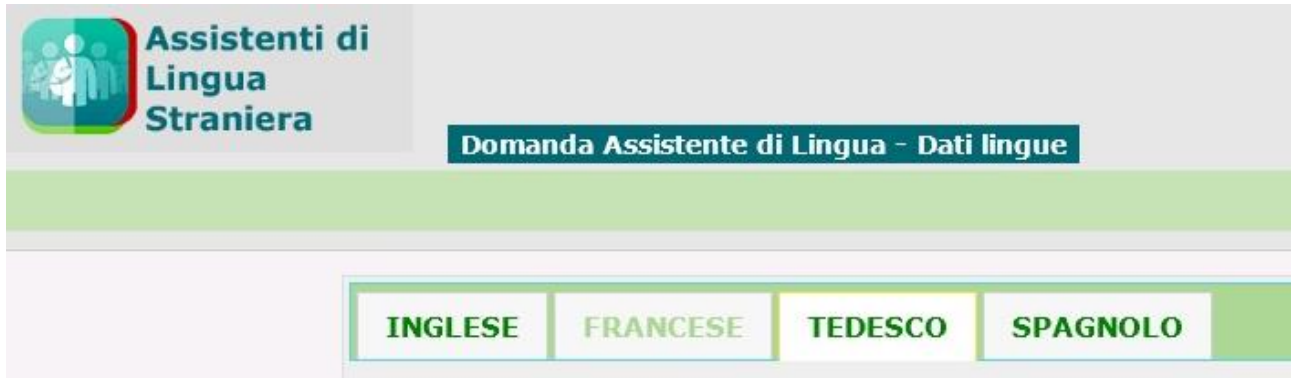 Assistenti di
Lingua
Straniera
Domanda Assistente di Lingua - Dati lingue
INGLESE FRANCESE TEDESCO SPAGNOLO